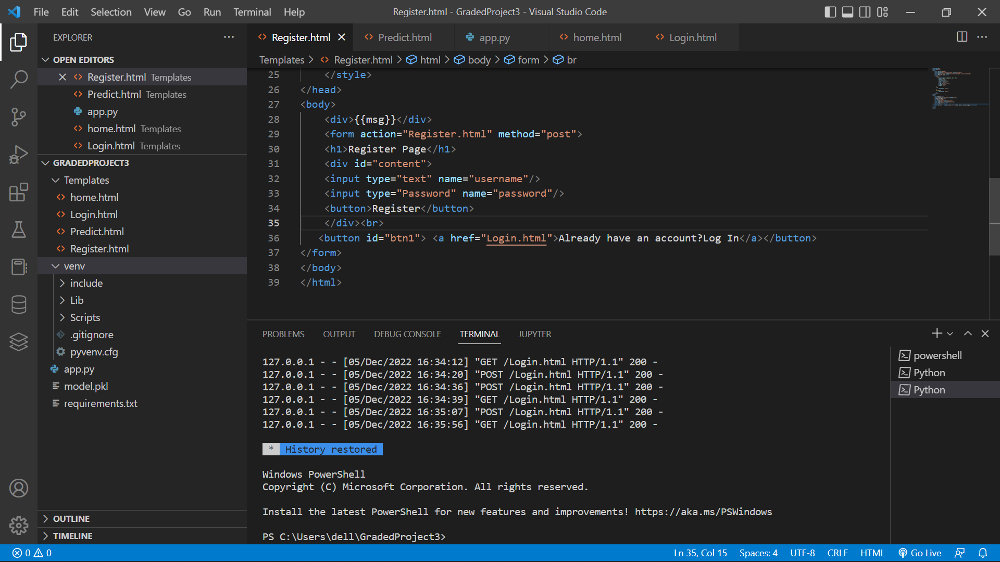 File Edit Selection View Go Run Terminal Help
Register.html - GradedProject3 - Visual Studio Code
EXPLORER
OPEN EDITORS
Register.html Templates
Predict.html Templates
app.py
home.html Templates
Login.html Templates
GRADEDPROJECT3
Templates
home.html
Login.html
Predict.html
Register.html
venv
include
Lib
Scripts
.gitignore
pyvenv.cfg
app.py
model.pkl
requirements.txt
OUTLINE
TIMELINE
Register.html Predict.html app.py home.html Login.html
Templates > Register.html > html > body > form > br
25 </style>
26 </head>
27 <body>
28 <div>{{msg}}</div>
29 <form action="Register.html" method="post">
30 <h1>Register Page</h1>
31 <div id="content">
32 <input type="text" name="username"/>
33 <input type="Password" name="password"/>
34 <button>Register</button>
35 </div><br>
36 <button id="btn1"> <a href="Login.html">Already have an account?Log In</a></button>
37 </form>
38 </body>
39 </html>
PROBLEMS OUTPUT DEBUG CONSOLE TERMINAL JUPYTER
127.0.0.1 - - [05/Dec/2022 16:34:12] "GET /Login.html HTTP/1.1" 200 -
127.0.0.1 - - [05/Dec/2022 16:34:20] "POST /Login.html HTTP/1.1" 200 -
127.0.0.1 - - [05/Dec/2022 16:34:36] "POST /Login.html HTTP/1.1" 200 -
127.0.0.1 - - [05/Dec/2022 16:34:39] "GET /Login.html HTTP/1.1" 200 -
127.0.0.1 - - [05/Dec/2022 16:35:07] "POST /Login.html HTTP/1.1" 200 -
127.0.0.1 - - [05/Dec/2022 16:35:56] "GET /Login.html HTTP/1.1" 200 -
* History restored
Windows PowerShell
Copyright (C) Microsoft Corporation. All rights reserved.
Install the latest PowerShell for new features and improvements! https://aka.ms/PSWindows
PS C:\Users\dell\GradedProject3>
powershell
Python
Python
0 0
Ln 35, Col 15 Spaces: 4 UTF-8 CRLF HTML Go Live